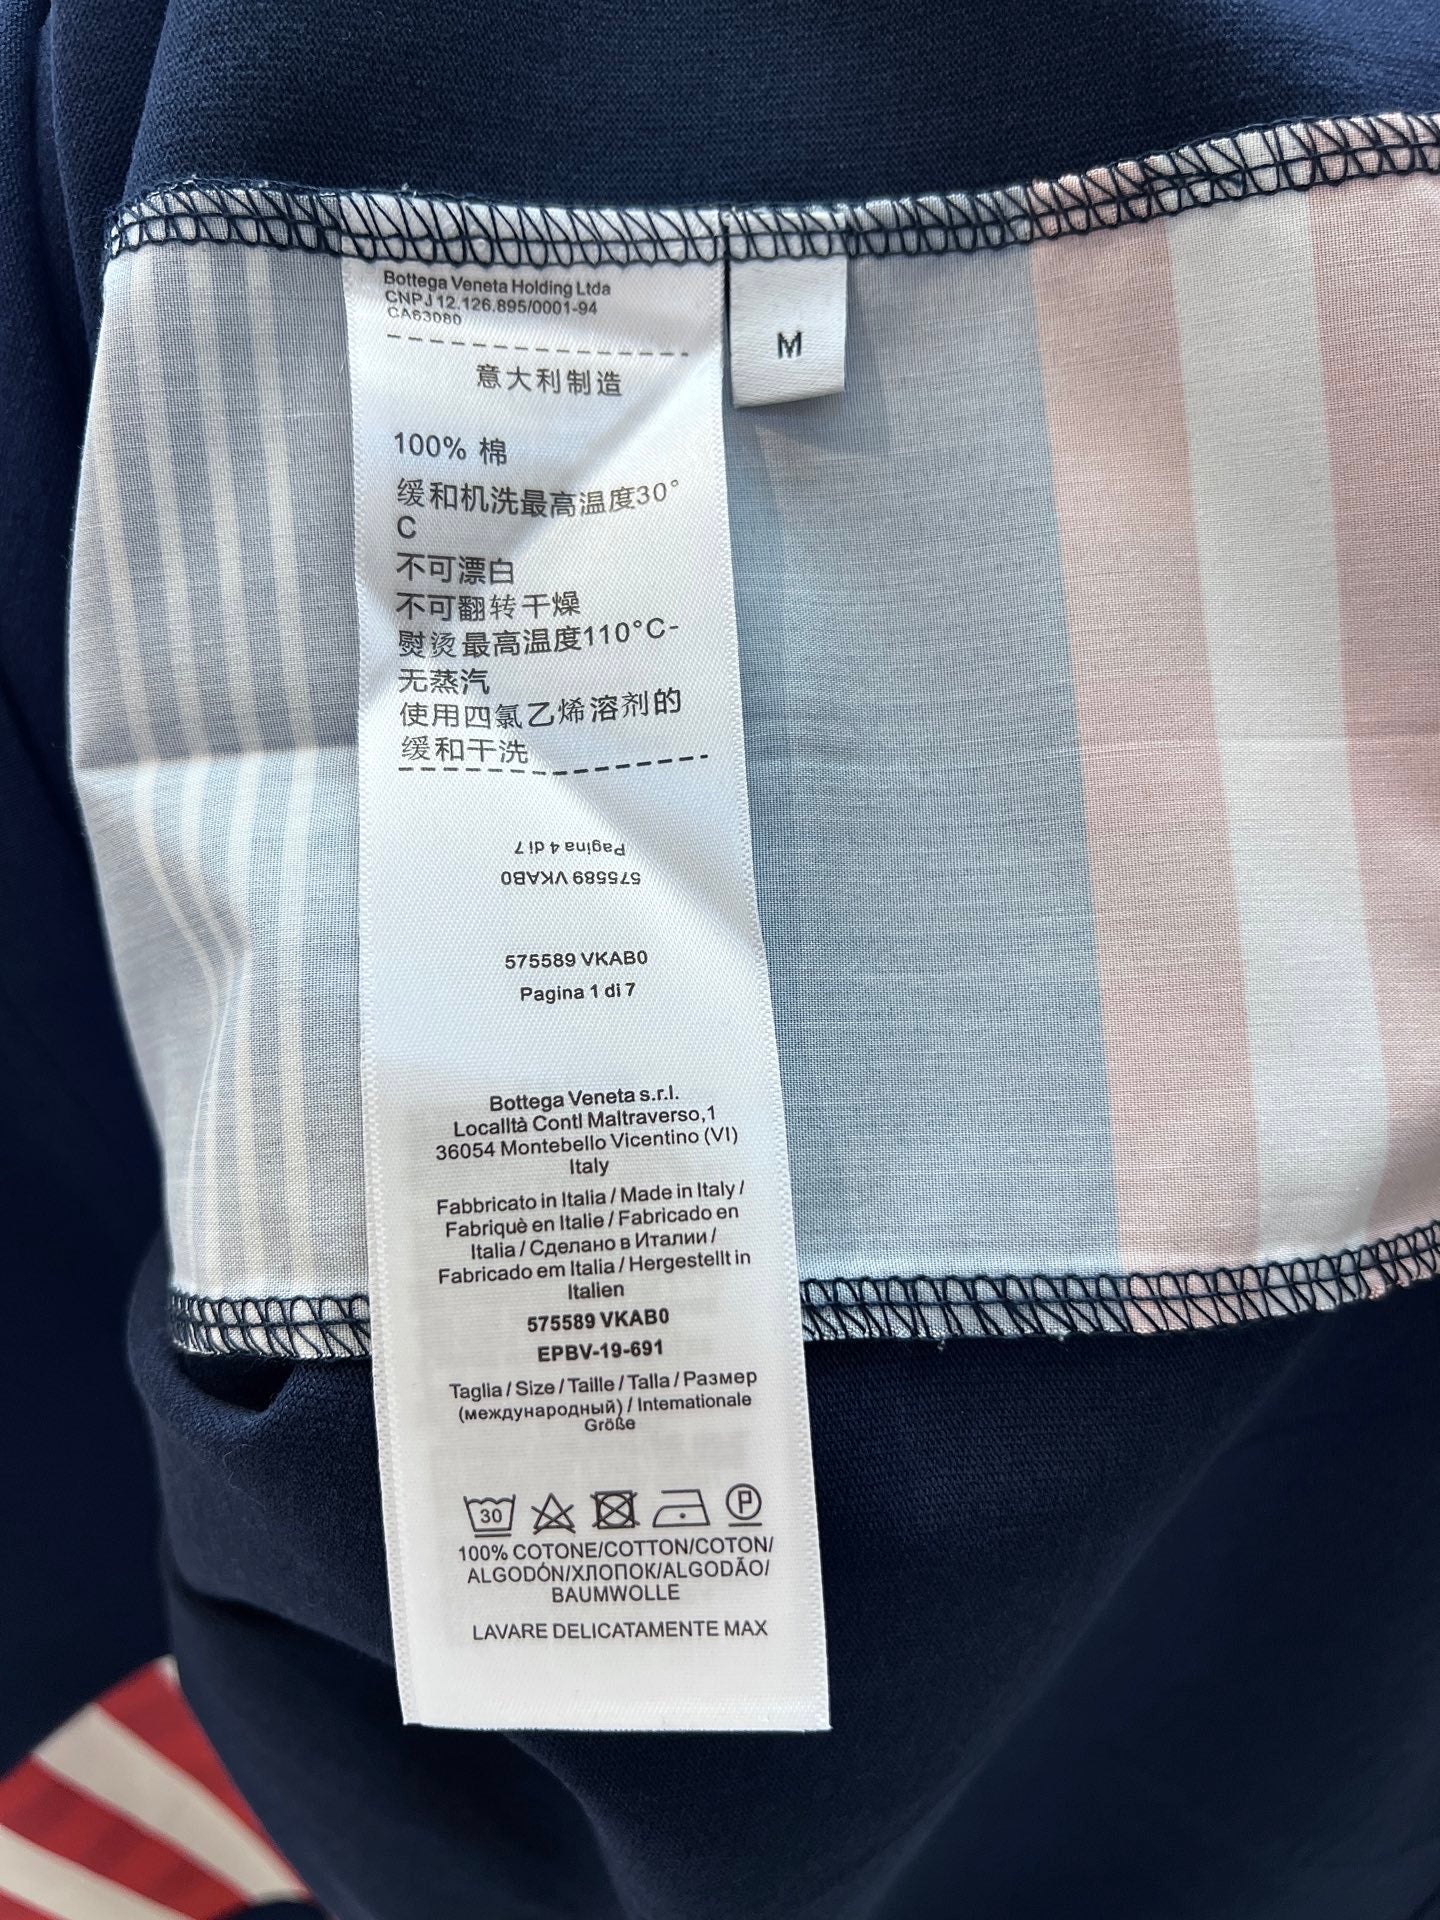 Bottega Veneta Holding Ltda
CNPJ 12.126.895/0001-94
CA63080
意大利制造
100% 棉
缓和机洗最高温度30°
C
不可漂白
不可翻转干燥
熨烫最高温度110°C-
无蒸汽
使用四氯乙烯溶剂的
缓和干洗
M
Pagina 4 di 7
575589 VKAB0
575589 VKAB0
Pagina 1 di 7
Bottega Veneta s.r.l.
Localltà Contl Maltraverso,1
36054 Montebello Vicentino (VI)
Italy
Fabbricato in Italia / Made in Italy /
Fabriquè en Italie / Fabricado en
Italia / Сделано в Италии /
Fabricado em Italia / Hergestellt in
Italien
575589 VKAB0
EPBV-19-691
Taglia / Size / Taille / Talla / Размер
(международный) / Intemationale
Größe
30
P
100% COTONE/COTTON/COTON/
ALGODÓN/ХЛОПОК/ALGODÃO/
BAUMWOLLE
LAVARE DELICATAMENTE MAX